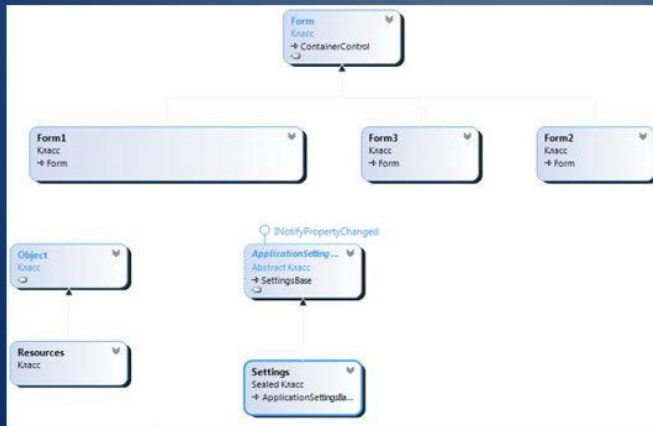 Form
Класс
ContainerControl
Form1
Класс
Form
Form3
Класс
Form
Form2
Класс
Form
INotifyPropertyChanged
Object
Класс
ApplicationSetting...
Abstract Класс
SettingsBase
Resources
Класс
Settings
Sealed Класс
ApplicationSettingsBa...